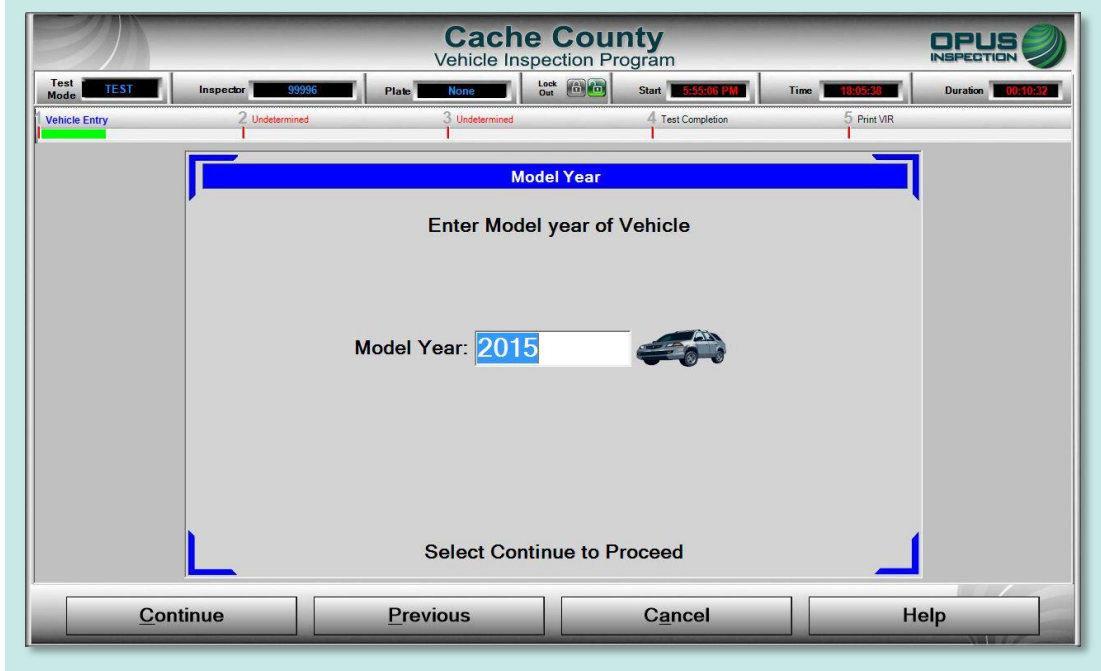 Cache County
Vehicle Inspection Program
OPUS
INSPECTION
Test Mode TEST Inspector 99996 Plate None Lock Out Start 5:55:06 PM Time 18:05:38 Duration 00:10:32
Vehicle Entry 2 Undetermined 3 Undetermined 4 Test Completion 5 Print VIR
Model Year
Enter Model year of Vehicle
Model Year: 2015
Select Continue to Proceed
Continue Previous Cancel Help